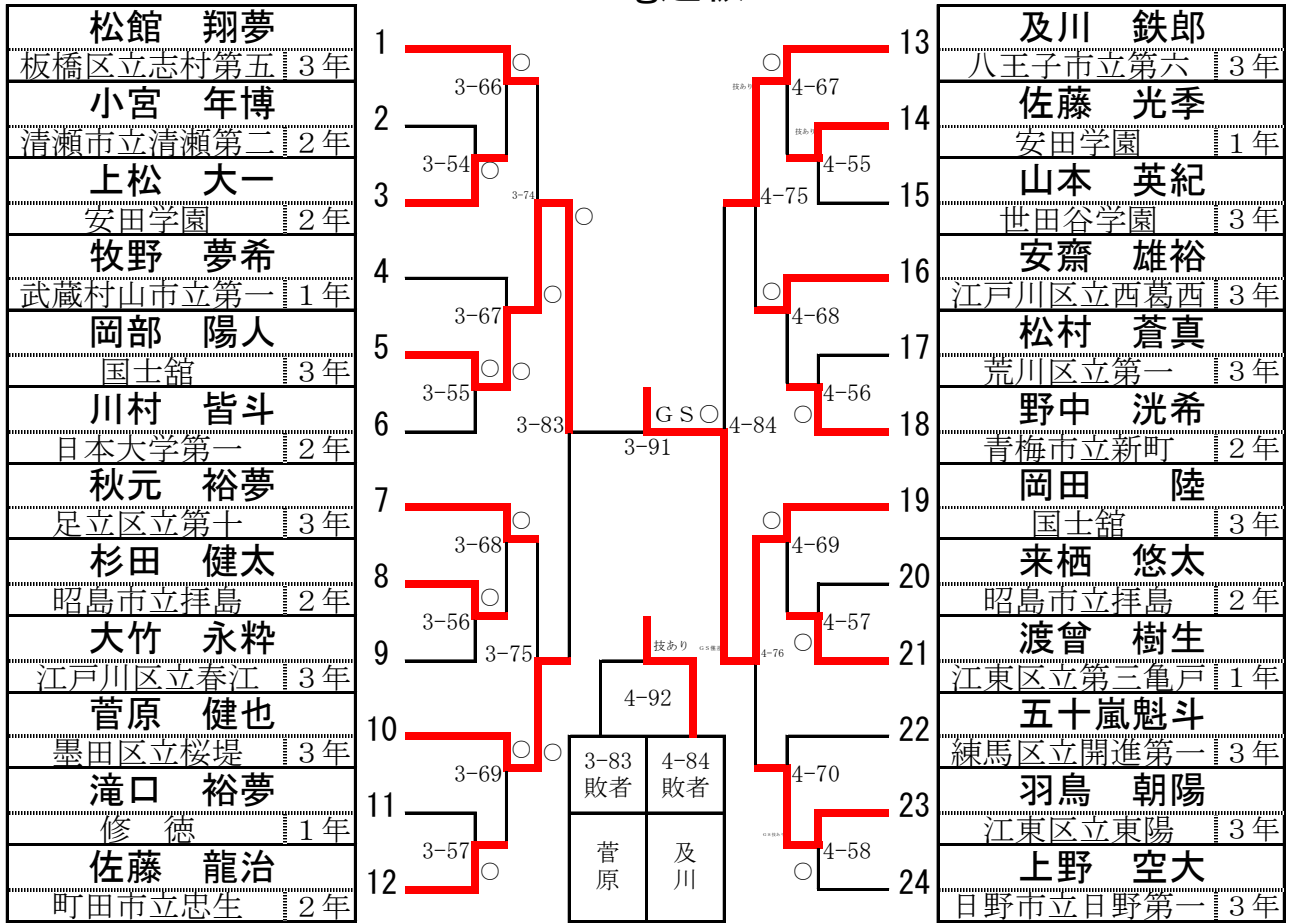 松館　翔夢
板橋区立志村第五 3年
小宮　年博
清瀬市立清瀬第二 2年
上松　大一
安田学園 2年
牧野　夢希
武蔵村山市立第一 1年
岡部　陽人
国士舘 3年
川村　皆斗
日本大学第一 2年
秋元　裕夢
足立区立第十 3年
杉田　健太
昭島市立拝島 2年
大竹　永粋
江戸川区立春江 3年
菅原　健也
墨田区立桜堤 3年
滝口　裕夢
修　徳 1年
佐藤　龍治
町田市立忠生 2年
1
2
3
4
5
6
7
8
9
10
11
12
○
3-66
3-54
○
3-74
○
○
3-67
○
○
3-55
3-83
○
3-68
○
3-56
3-75
○
○
3-69
3-57
○
GS○
3-91
技あり
4-92
3-83
敗者
4-84
敗者
菅原
及川
○
技あり
4-67
技あり
4-55
4-75
○
4-68
4-56
○
4-84
○
4-69
4-57
○
4-76
4-70
GS技あり
4-58
○
13
14
15
16
17
18
19
20
21
22
23
24
及川　鉄郎
八王子市立第六 3年
佐藤　光季
安田学園 1年
山本　英紀
世田谷学園 3年
安齋　雄裕
江戸川区立西葛西 3年
松村　蒼真
荒川区立第一 3年
野中　洸希
青梅市立新町 2年
岡田　　陸
国士舘 3年
来栖　悠太
昭島市立拝島 2年
渡曾　樹生
江東区立第三亀戸 1年
五十嵐魁斗
練馬区立開進第一 3年
羽鳥　朝陽
江東区立東陽 3年
上野　空大
日野市立日野第一 3年